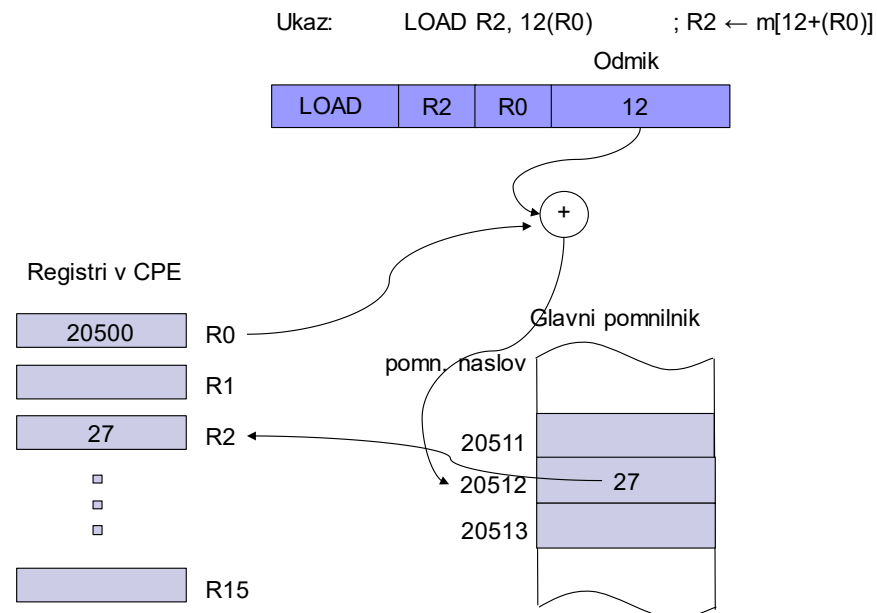 Ukaz: LOAD R2, 12(R0) ; R2 ← m[12+(R0)]
Odmik
LOAD R2 R0 12
+
Registri v CPE
Glavni pomnilnik
20500 R0
pomn. naslov
R1
27 R2
20511
20512 27
20513
R15